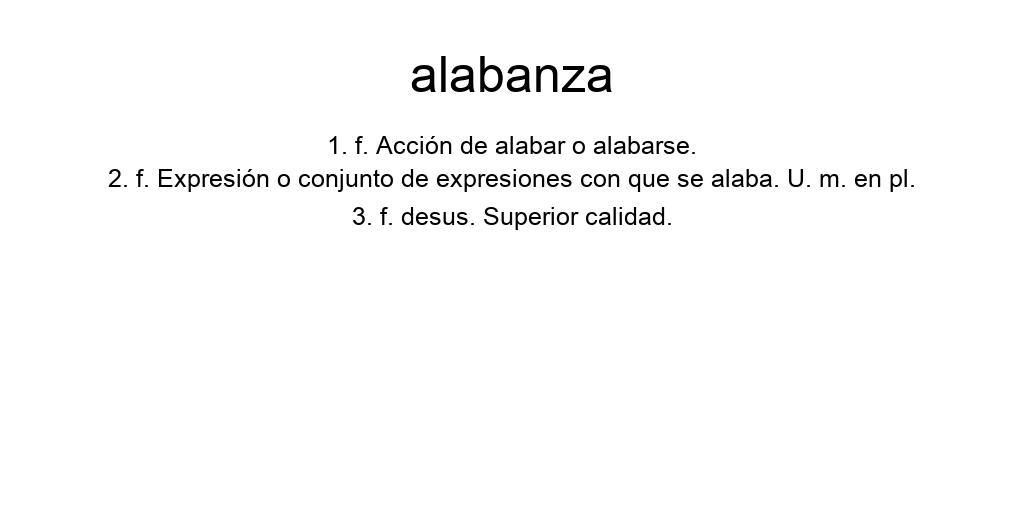 alabanza
1. f. Acción de alabar o alabarse.
2. f. Expresión o conjunto de expresiones con que se alaba. U. m. en pl.
3. f. desus. Superior calidad.